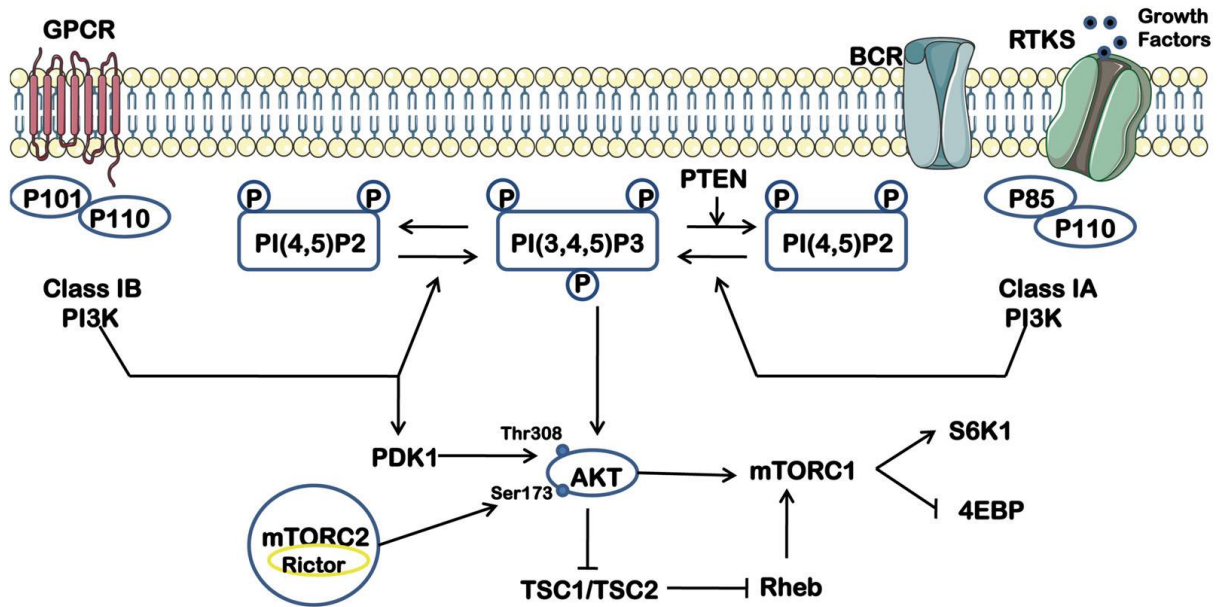 GPCR
BCR
RTKS
Growth
Factors
P101
P110
P P
PI(4,5)P2
P P
PI(3,4,5)P3
P
PTEN
P P
PI(4,5)P2
P85
P110
Class IB
PI3K
Class IA
PI3K
PDK1
Thr308
AKT
Ser173
mTORC2
Rictor
mTORC1
S6K1
4EBP
TSC1/TSC2
Rheb